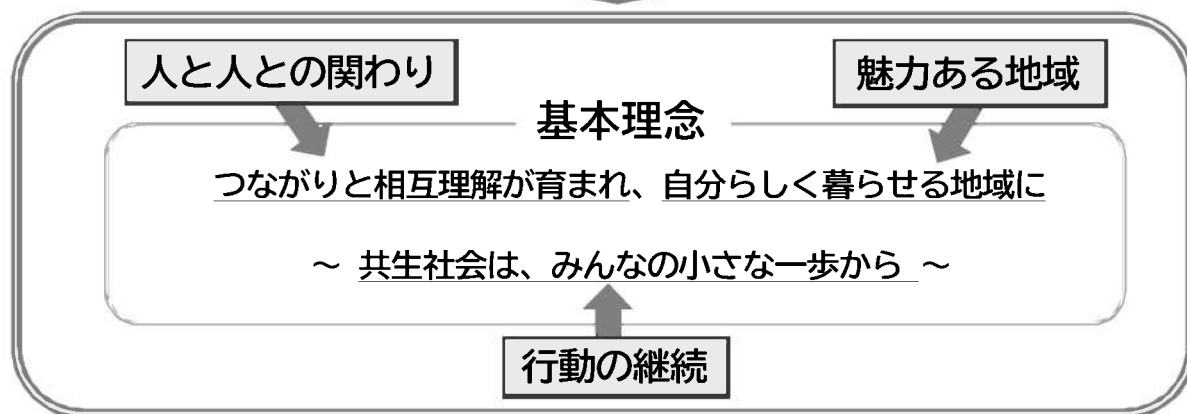 人と人との関わり
魅力ある地域
基本理念
つながりと相互理解が育まれ、自分らしく暮らせる地域に
～ 共生社会は、みんなの小さな一歩から ～
行動の継続